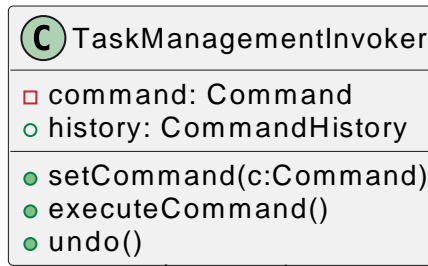 C TaskManagementInvoker
command: Command
history: CommandHistory
setCommand(c:Command)
executeCommand()
undo()